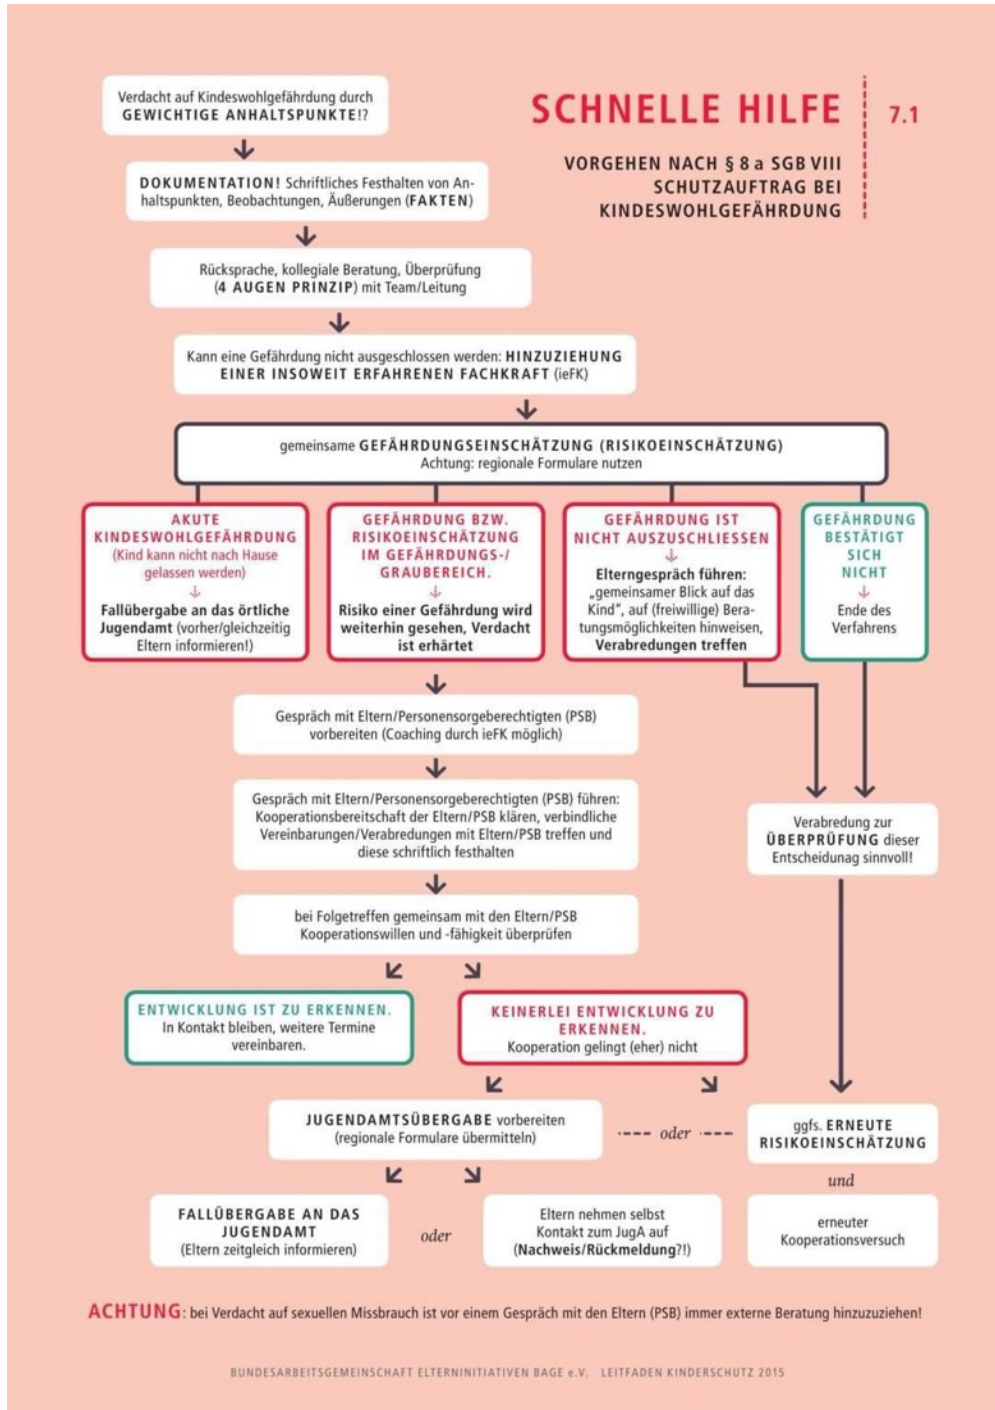 SCHNELLE HILFE
7.1
VORGEHEN NACH § 8 a SGB VIII
SCHUTZAUFTRAG BEI
KINDESWOHLGEFÄHRDUNG
Verdacht auf Kindeswohlgefährdung durch
GEWICHTIGE ANHALTSPUNKTE!?
DOKUMENTATION! Schriftliches Festhalten von An-
haltspunkten, Beobachtungen, Äußerungen (FAKTEN)
Rücksprache, kollegiale Beratung, Überprüfung
(4 AUGEN PRINZIP) mit Team/Leitung
Kann eine Gefährdung nicht ausgeschlossen werden: HINZUZIEHUNG
EINER INSOWEIT ERFAHRENEN FACHKRAFT (ieFK)
gemeinsame GEFÄHRDUNGSEINSCHÄTZUNG (RISIKOEINSCHÄTZUNG)
Achtung: regionale Formulare nutzen
AKUTE
KINDESWOHLGEFÄHRDUNG
(Kind kann nicht nach Hause
gelassen werden)
Fallübergabe an das örtliche
Jugendamt (vorher/gleichzeitig
Eltern informieren!)
GEFÄHRDUNG BZW.
RISIKOEINSCHÄTZUNG
IM GEFÄHRDUNGS-/
GRAUBEREICH.
Risiko einer Gefährdung wird
weiterhin gesehen, Verdacht
ist erhärtet
GEFÄHRDUNG IST
NICHT AUSZUSCHLIESSEN
Elterngespräch führen:
„gemeinsamer Blick auf das
Kind“, auf (freiwillige) Bera-
tungsmöglichkeiten hinweisen,
Verabredungen treffen
GEFÄHRDUNG
BESTÄTIGT
SICH
NICHT
Ende des
Verfahrens
Gespräch mit Eltern/Personensorgeberechtigten (PSB)
vorbereiten (Coaching durch ieFK möglich)
Gespräch mit Eltern/Personensorgeberechtigten (PSB) führen:
Kooperationsbereitschaft der Eltern/PSB klären, verbindliche
Vereinbarungen/Verabredungen mit Eltern/PSB treffen und
diese schriftlich festhalten
Verabredung zur
ÜBERPRÜFUNG dieser
Entscheidunag sinnvoll!
bei Folgetreffen gemeinsam mit den Eltern/PSB
Kooperationswillen und -fähigkeit überprüfen
ENTWICKLUNG IST ZU ERKENNEN.
In Kontakt bleiben, weitere Termine
vereinbaren.
KEINERLEI ENTWICKLUNG ZU
ERKENNEN.
Kooperation gelingt (eher) nicht
JUGENDAMTSÜBERGABE vorbereiten
(regionale Formulare übermitteln)
oder
ggfs. ERNEUTE
RISIKOEINSCHÄTZUNG
und
FALLÜBERGABE AN DAS
JUGENDAMT
(Eltern zeitgleich informieren)
oder
Eltern nehmen selbst
Kontakt zum JugA auf
(Nachweis/Rückmeldung?!)
erneuter
Kooperationsversuch
ACHTUNG: bei Verdacht auf sexuellen Missbrauch ist vor einem Gespräch mit den Eltern (PSB) immer externe Beratung hinzuzuziehen!
BUNDESARBEITSGEMEINSCHAFT ELTERNINITIATIVEN BAGE e.V. LEITFADEN KINDERSCHUTZ 2015